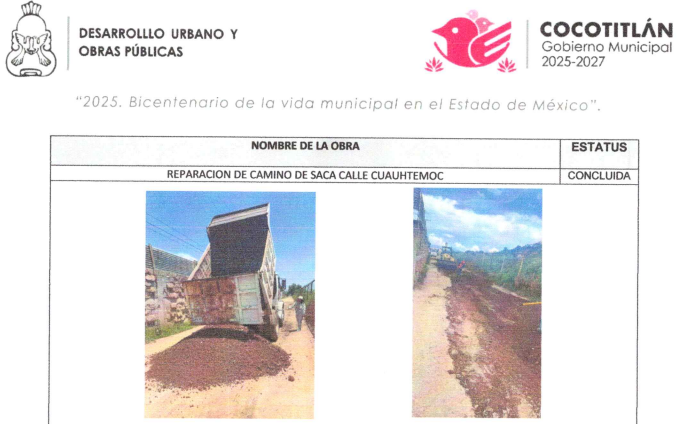 DESARROLLLO URBANO Y
OBRAS PÚBLICAS
COCOTITLÁN
Gobierno Municipal
2025-2027
"2025. Bicentenario de la vida municipal en el Estado de México".
NOMBRE DE LA OBRA ESTATUS
REPARACION DE CAMINO DE SACA CALLE CUAUHTEMOC CONCLUIDA